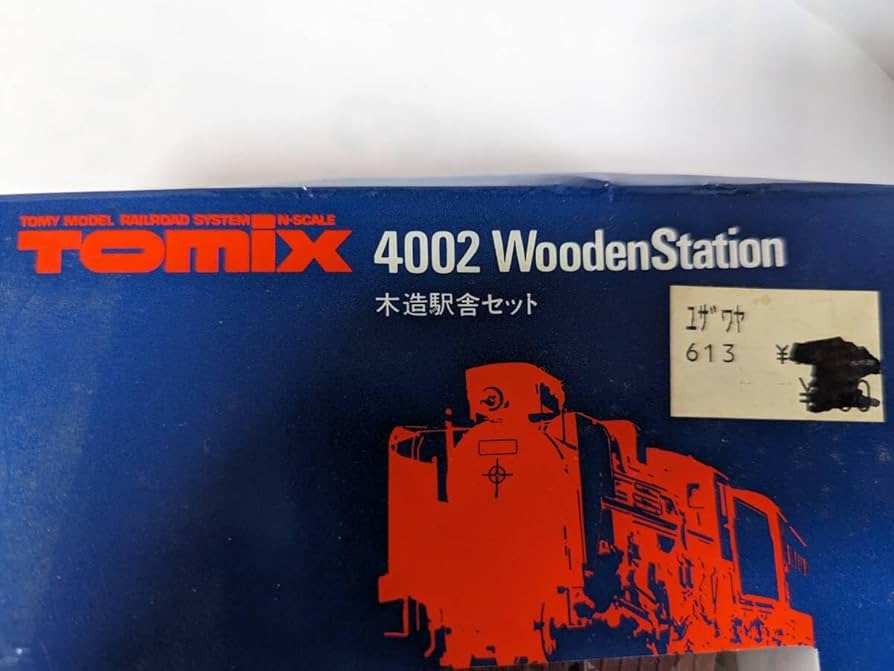 TOMY MODEL RAILROAD SYSTEM N-SCALE
TOMIX 4002 WoodenStation
木造駅舎セット
ユザワヤ
613 ¥
¥